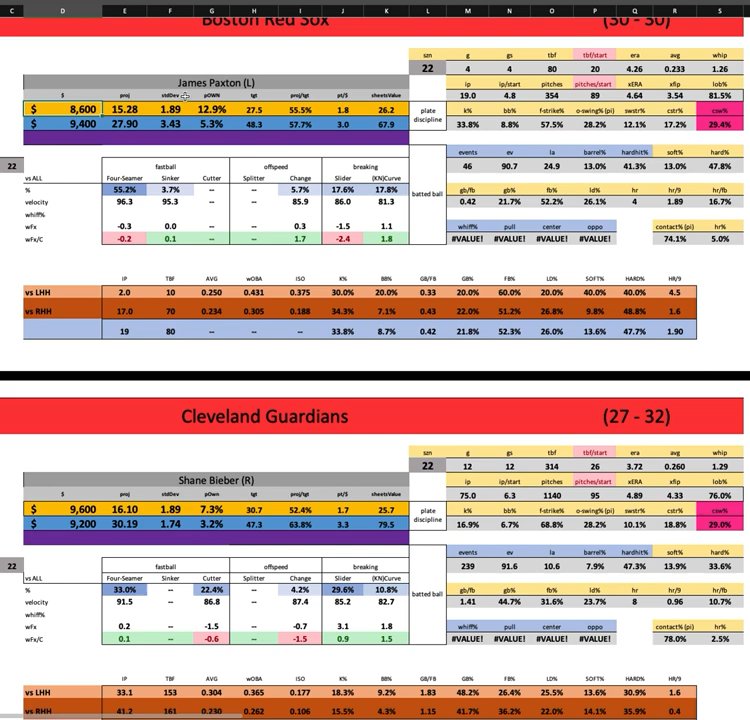 C D E F G H I J K L M N O P Q R S
Boston Red Sox (30 - 30)
szn g gs tbf tbf/start era avg whip
22 4 4 80 20 4.26 0.233 1.26
James Paxton (L) ip ip/start pitches pitches/start xERA xfip lob%
$ proj stdDev pOWN tgt proj/tgt pt/$ sheetsValue 19.0 4.8 354 89 4.64 3.54 81.5%
$ 8,600 15.28 1.89 12.9% 27.5 55.5% 1.8 26.2 plate discipline k% bb% f-strike% o-swing% (pi) swstr% cstr% csw%
$ 9,400 27.90 3.43 5.3% 48.3 57.7% 3.0 67.9 33.8% 8.8% 57.5% 28.2% 12.1% 17.2% 29.4%
events ev la barrel% hardhit% soft% hard%
22 fastball offspeed breaking 46 90.7 24.9 13.0% 41.3% 13.0% 47.8%
vs ALL Four-Seamer Sinker Cutter Splitter Change Slider (KN)Curve
% 55.2% 3.7% -- -- 5.7% 17.6% 17.8% batted ball gb/fb gb% fb% ld% hr hr/9 hr/fb
velocity 96.3 95.3 85.9 86.0 81.3 0.42 21.7% 52.2% 26.1% 4 1.89 16.7%
whiff%
wFx -0.3 0.0 0.3 -1.5 1.1 whiff% pull center oppo contact% (pi) hr%
wFx/C -0.2 0.1 -- -- 1.7 -2.4 1.8 #VALUE! #VALUE! #VALUE! #VALUE! 74.1% 5.0%
IP TBF AVG wOBA ISO K% BB% GB/FB GB% FB% LD% SOFT% HARD% HR/9
vs LHH 2.0 10 0.250 0.431 0.375 30.0% 20.0% 0.33 20.0% 60.0% 20.0% 20.0% 40.0% 4.5
vs RHH 17.0 70 0.234 0.305 0.188 34.3% 7.1% 0.43 22.0% 51.2% 26.8% 9.8% 48.8% 1.6
19 80 -- -- -- 33.8% 8.7% 0.42 21.8% 52.3% 26.0% 13.6% 47.7% 1.90
Cleveland Guardians (27 - 32)
szn g gs tbf tbf/start era avg whip
22 12 12 314 26 3.72 0.260 1.29
Shane Bieber (R) ip ip/start pitches pitches/start xERA xfip lob%
$ proj stdDev pOwn tgt proj/tgt pt/$ sheetsValue 75.0 6.3 1140 95 4.89 4.33 76.0%
$ 9,600 16.10 1.89 7.3% 30.7 52.4% 1.7 25.7 plate discipline k% bb% f-strike% o-swing% (pi) swstr% cstr% csw%
$ 9,200 30.19 1.74 3.2% 47.3 63.8% 3.3 79.5 16.9% 6.7% 68.8% 28.2% 10.1% 18.8% 29.0%
events ev la barrel% hardhit% soft% hard%
22 fastball offspeed breaking 239 91.6 10.6 7.9% 47.3% 13.9% 33.6%
vs ALL Four-Seamer Sinker Cutter Splitter Change Slider (KN)Curve
% 33.0% -- 22.4% -- 4.2% 29.6% 10.8% batted ball gb/fb gb% fb% ld% hr hr/9 hr/fb
velocity 91.5 86.8 87.4 85.2 82.7 1.41 44.7% 31.6% 23.7% 8 0.96 10.7%
whiff%
wFx 0.2 -1.5 -0.7 3.1 1.8 whiff% pull center oppo contact% (pi) hr%
wFx/C 0.1 -- -0.6 -- -1.5 0.9 1.5 #VALUE! #VALUE! #VALUE! #VALUE! 78.0% 2.5%
IP TBF AVG wOBA ISO K% BB% GB/FB GB% FB% LD% SOFT% HARD% HR/9
vs LHH 33.1 153 0.304 0.365 0.177 18.3% 9.2% 1.83 48.2% 26.4% 25.5% 13.6% 30.9% 1.6
vs RHH 41.2 161 0.230 0.262 0.106 15.5% 4.3% 1.15 41.7% 36.2% 22.0% 14.1% 35.9% 0.4